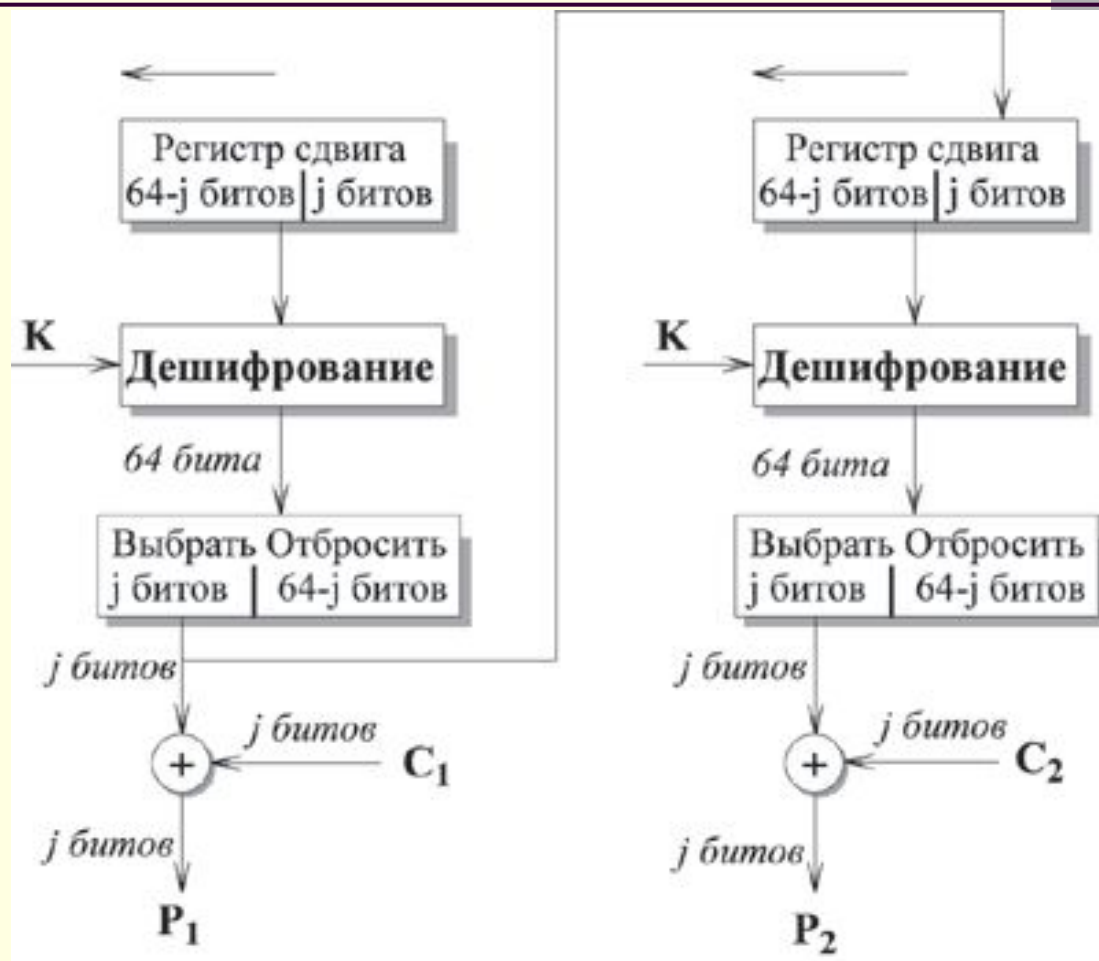 Регистр сдвига
64-j битов j битов
K
Дешифрование
64 бита
Выбрать Отбросить
j битов 64-j битов
j битов
j битов
C1
j битов
P1
Регистр сдвига
64-j битов j битов
K
Дешифрование
64 бита
Выбрать Отбросить
j битов 64-j битов
j битов
j битов
C2
j битов
P2